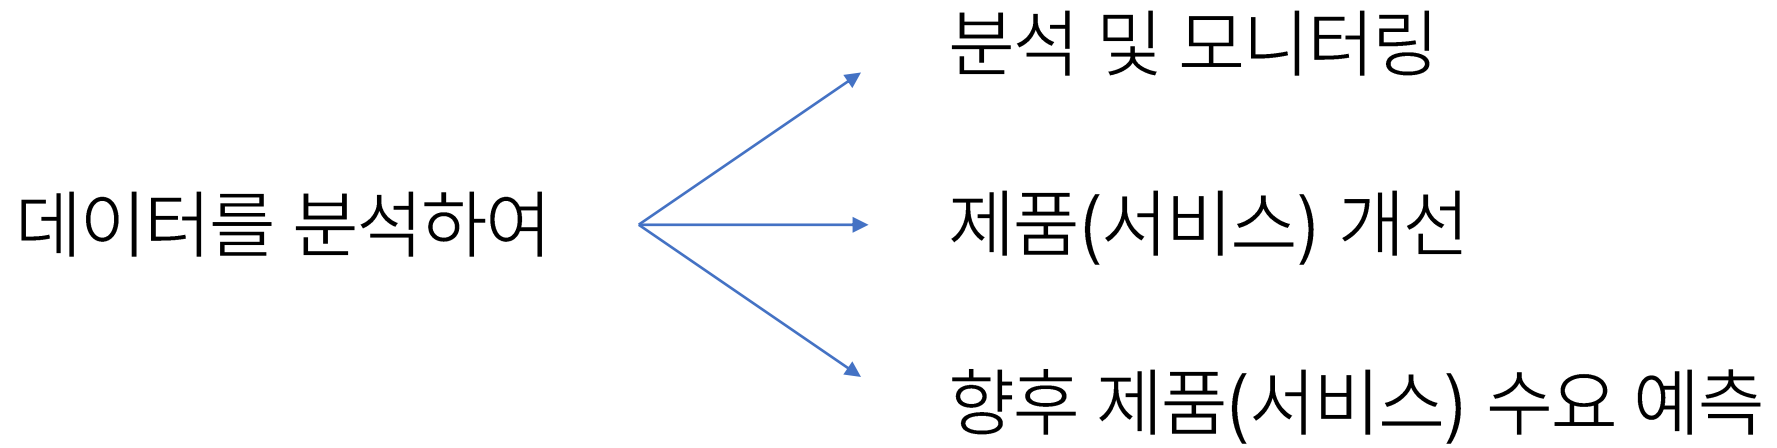 분석 및 모니터링
데이터를 분석하여
제품(서비스) 개선
향후 제품(서비스) 수요 예측